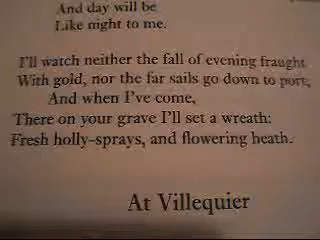 And day will be
Like night to me.
I'll watch neither the fall of evening fraught
With gold, nor the far sails go down to port,
And when I've come,
There on your grave I'll set a wreath:
Fresh holly-sprays, and flowering heath.
At Villequier